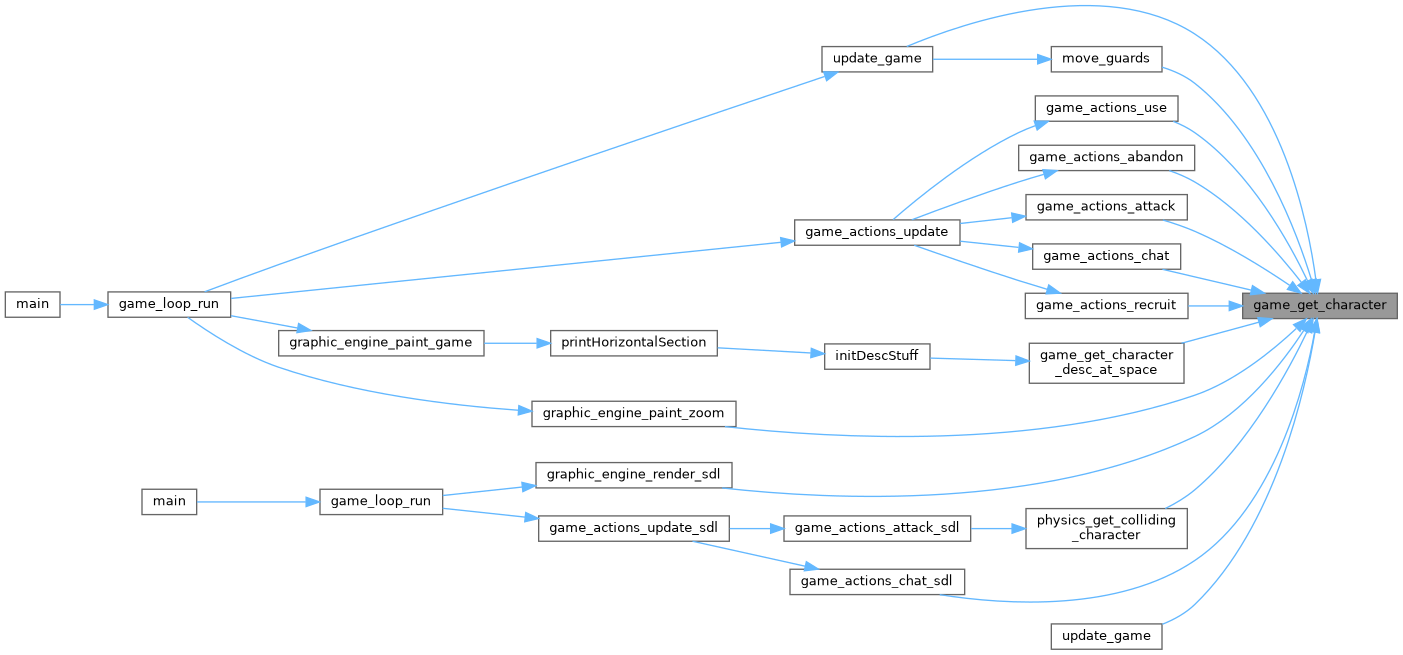 update_game
move_guards
game_actions_use
game_actions_abandon
game_actions_attack
game_actions_update
game_actions_chat
main
game_loop_run
game_actions_recruit
game_get_character
graphic_engine_paint_game
printHorizontalSection
initDescStuff
game_get_character
_desc_at_space
graphic_engine_paint_zoom
graphic_engine_render_sdl
main
game_loop_run
game_actions_update_sdl
game_actions_attack_sdl
physics_get_colliding
_character
game_actions_chat_sdl
update_game